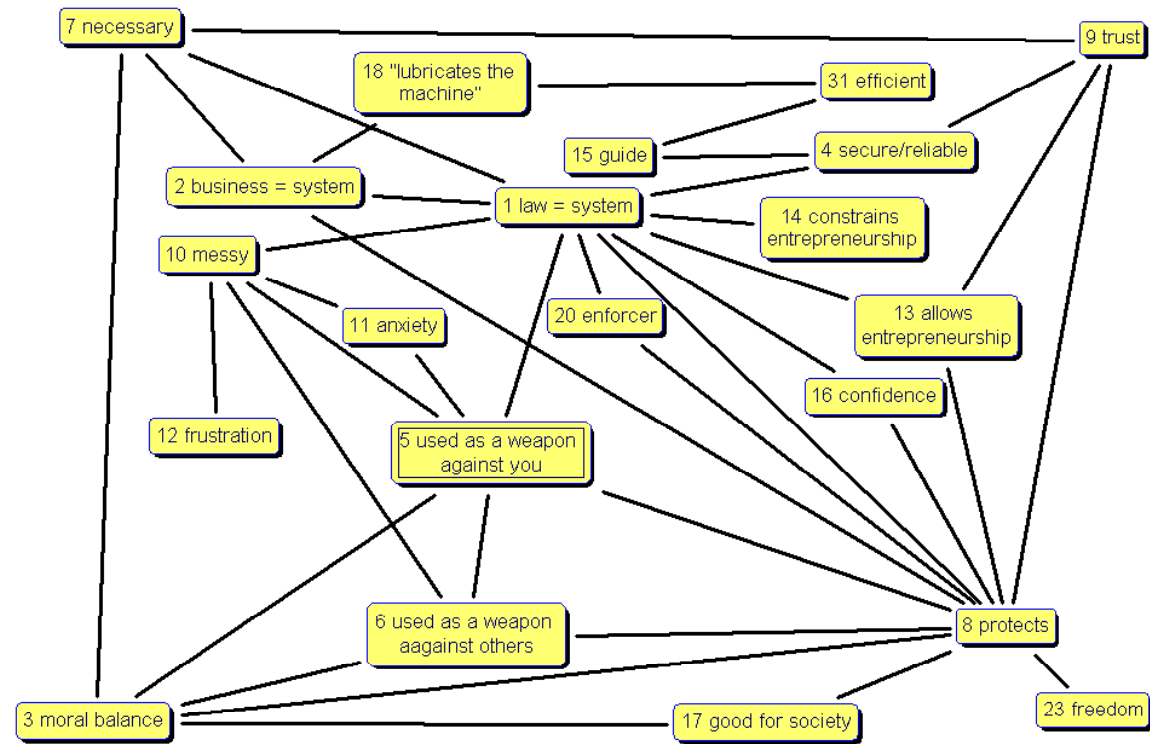 7 necessary
9 trust
18 "lubricates the
machine"
31 efficient
15 guide
4 secure/reliable
2 business = system
1 law = system
14 constrains
entrepreneurship
10 messy
11 anxiety
20 enforcer
13 allows
entrepreneurship
16 confidence
12 frustration
5 used as a weapon
against you
6 used as a weapon
aagainst others
8 protects
3 moral balance
17 good for society
23 freedom